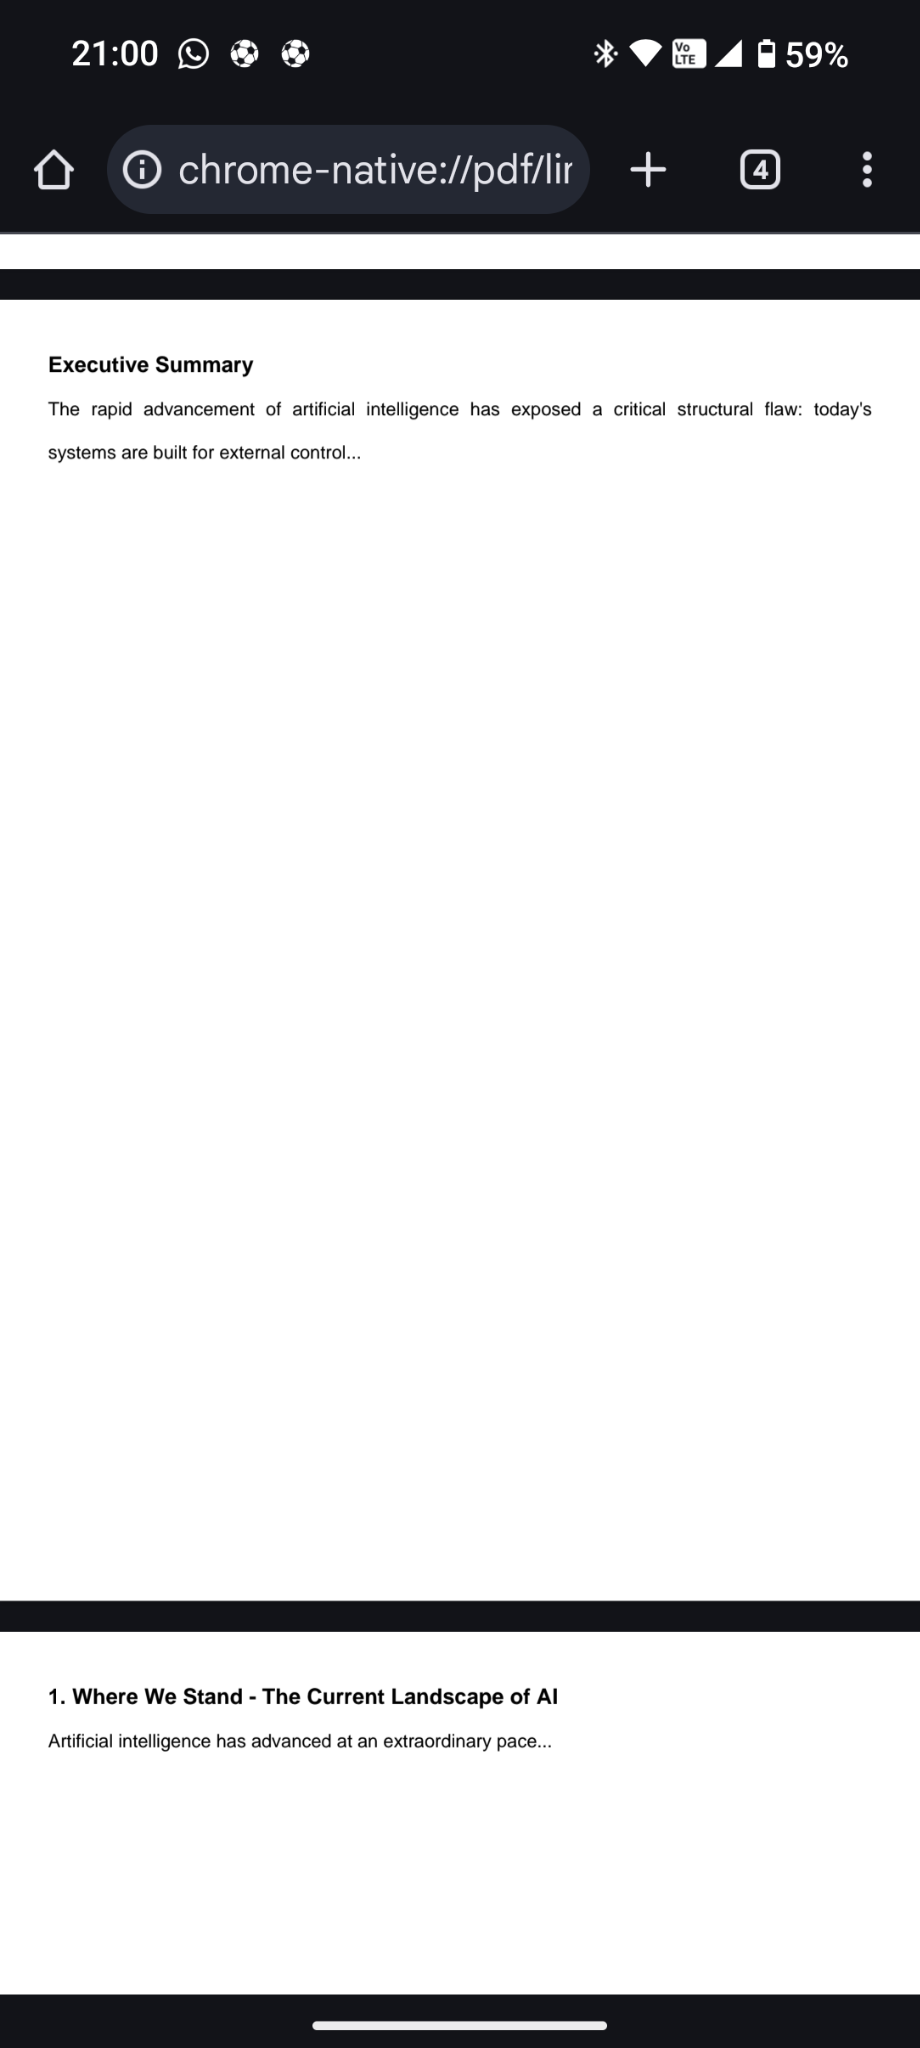 21:00
Vo LTE
59%
chrome-native://pdf/lir
4
Executive Summary
The rapid advancement of artificial intelligence has exposed a critical structural flaw: today's
systems are built for external control...
1. Where We Stand - The Current Landscape of AI
Artificial intelligence has advanced at an extraordinary pace...